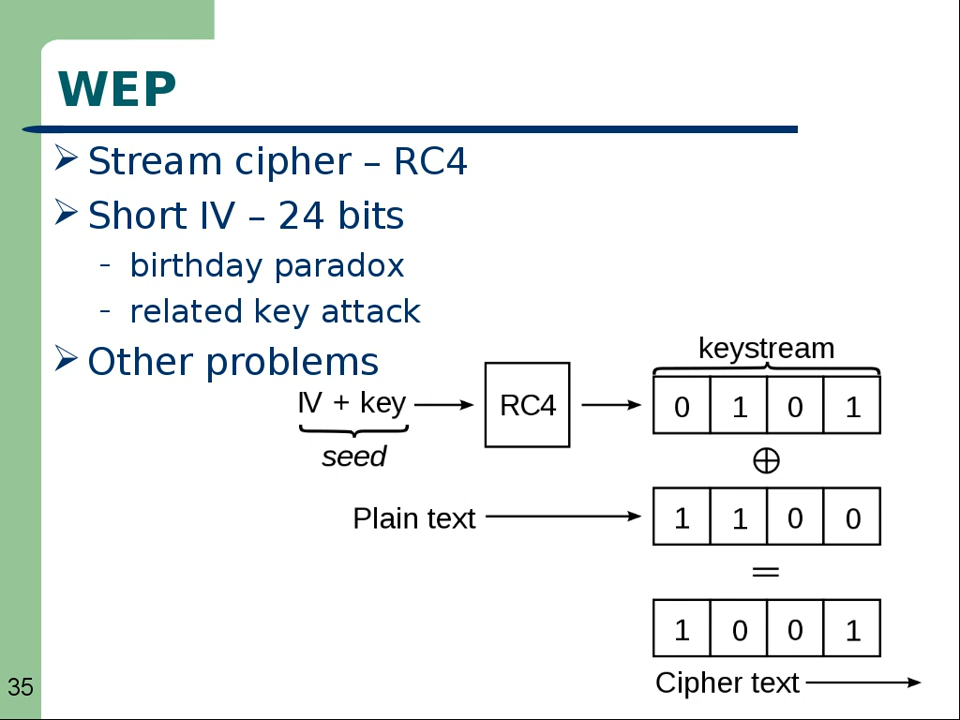 WEP
➢ Stream cipher – RC4
➢ Short IV – 24 bits
– birthday paradox
– related key attack
➢ Other problems
keystream
IV + key
RC4
0 1 0 1
seed
⊕
Plain text
1 1 0 0
=
1 0 0 1
Cipher text
35